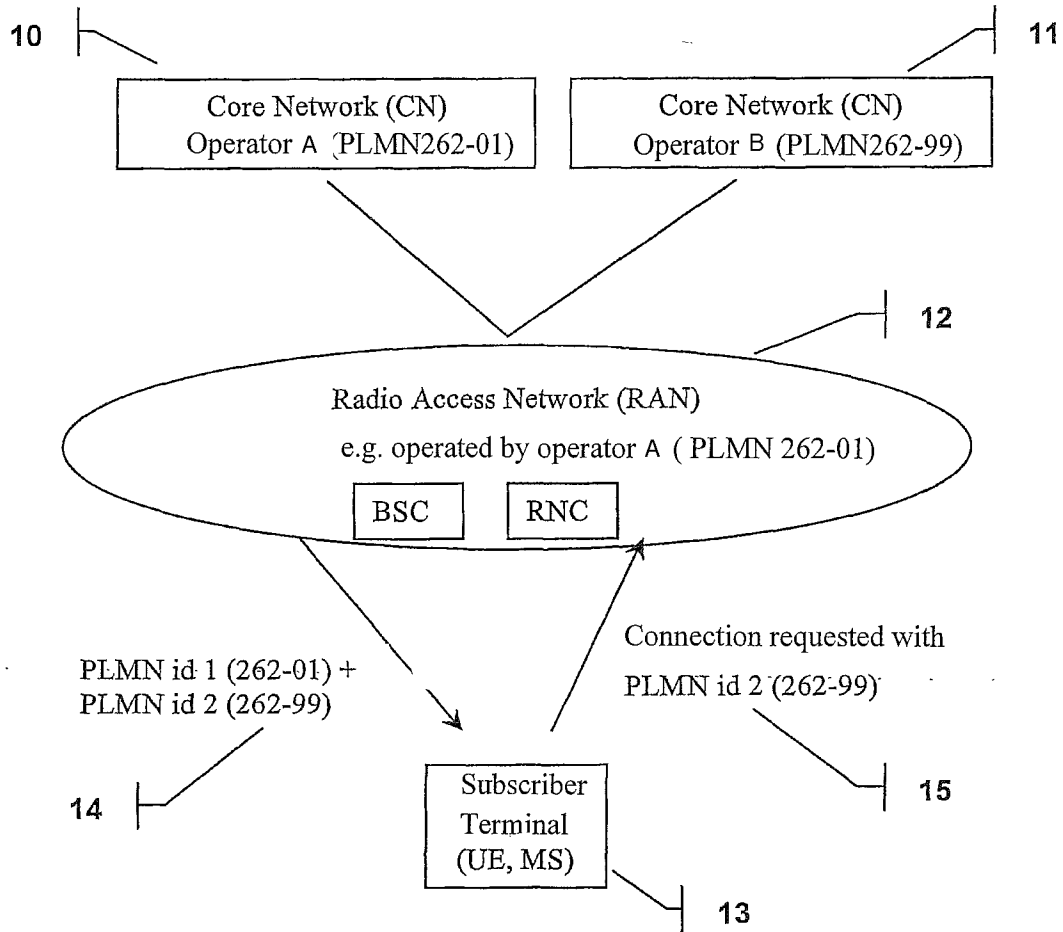 10
11
Core Network (CN)
Operator A (PLMN262-01)
Core Network (CN)
Operator B (PLMN262-99)
12
Radio Access Network (RAN)
e.g. operated by operator A ( PLMN 262-01)
BSC
RNC
PLMN id 1 (262-01) +
PLMN id 2 (262-99)
Connection requested with
PLMN id 2 (262-99)
14
15
Subscriber
Terminal
(UE, MS)
13